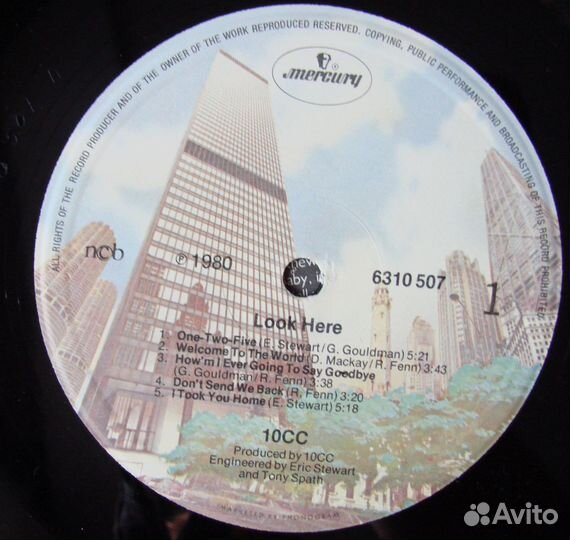 ALL RIGHTS OF THE RECORD PRODUCER AND OF THE OWNER OF THE WORK REPRODUCED RESERVED. COPYING, PUBLIC PERFORMANCE AND BROADCASTING OF THIS RECORD PROHIBITED
mercury
®
ncb
℗ 1980
6310 507
1
Look Here
1. One-Two-Five (E. Stewart/G. Gouldman) 5:21
2. Welcome To The World (D. Mackay/R. Fenn) 3:43
3. How'm I Ever Going To Say Goodbye
(G. Gouldman/R. Fenn) 3:38
4. Don't Send We Back (R. Fenn) 3:20
5. I Took You Home (E. Stewart) 5:18
10CC
Produced by 10CC
Engineered by Eric Stewart
and Tony Spath
MARKETED BY PHONOGRAM
Avito